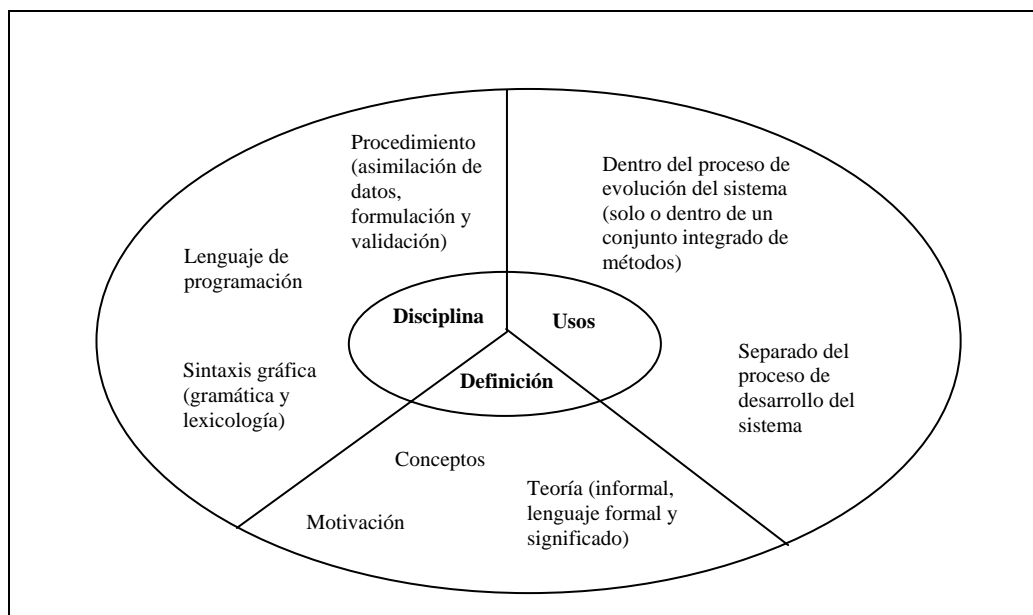 Procedimiento
(asimilación de
datos,
formulación y
validación)
Lenguaje de
programación
Sintaxis gráfica
(gramática y
lexicología)
Disciplina
Usos
Definición
Dentro del proceso de
evolución del sistema
(solo o dentro de un
conjunto integrado de
métodos)
Separado del
proceso de
desarrollo del
sistema
Conceptos
Motivación
Teoría (informal,
lenguaje formal y
significado)